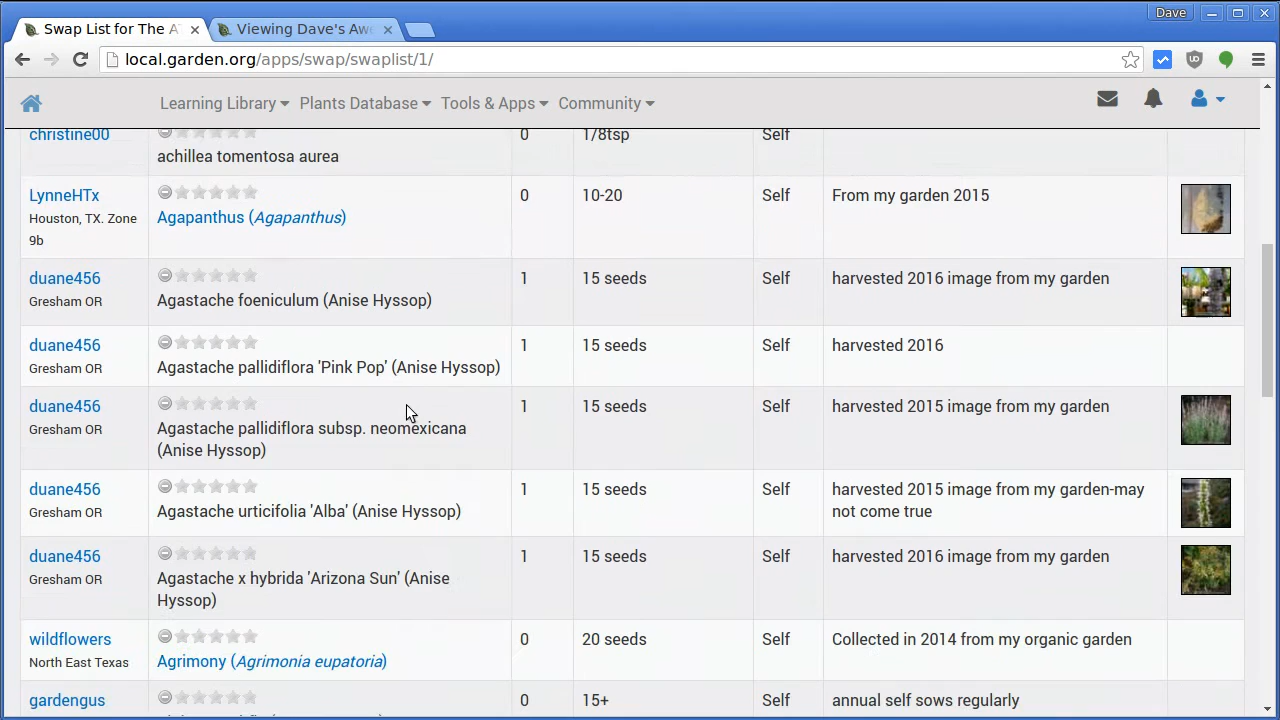 Dave
Swap List for The A
Viewing Dave's Awe
local.garden.org/apps/swap/swaplist/1/
Learning Library Plants Database Tools & Apps Community
christine00 0 1/8tsp Self
achillea tomentosa aurea
LynneHTx 0 10-20 Self From my garden 2015
Houston, TX. Zone
9b
Agapanthus (Agapanthus)
duane456 1 15 seeds Self harvested 2016 image from my garden
Gresham OR Agastache foeniculum (Anise Hyssop)
duane456 1 15 seeds Self harvested 2016
Gresham OR Agastache pallidiflora 'Pink Pop' (Anise Hyssop)
duane456 1 15 seeds Self harvested 2015 image from my garden
Gresham OR Agastache pallidiflora subsp. neomexicana
(Anise Hyssop)
duane456 1 15 seeds Self harvested 2015 image from my garden-may
not come true
Gresham OR Agastache urticifolia 'Alba' (Anise Hyssop)
duane456 1 15 seeds Self harvested 2016 image from my garden
Gresham OR Agastache x hybrida 'Arizona Sun' (Anise
Hyssop)
wildflowers 0 20 seeds Self Collected in 2014 from my organic garden
North East Texas Agrimony (Agrimonia eupatoria)
gardengus 0 15+ Self annual self sows regularly